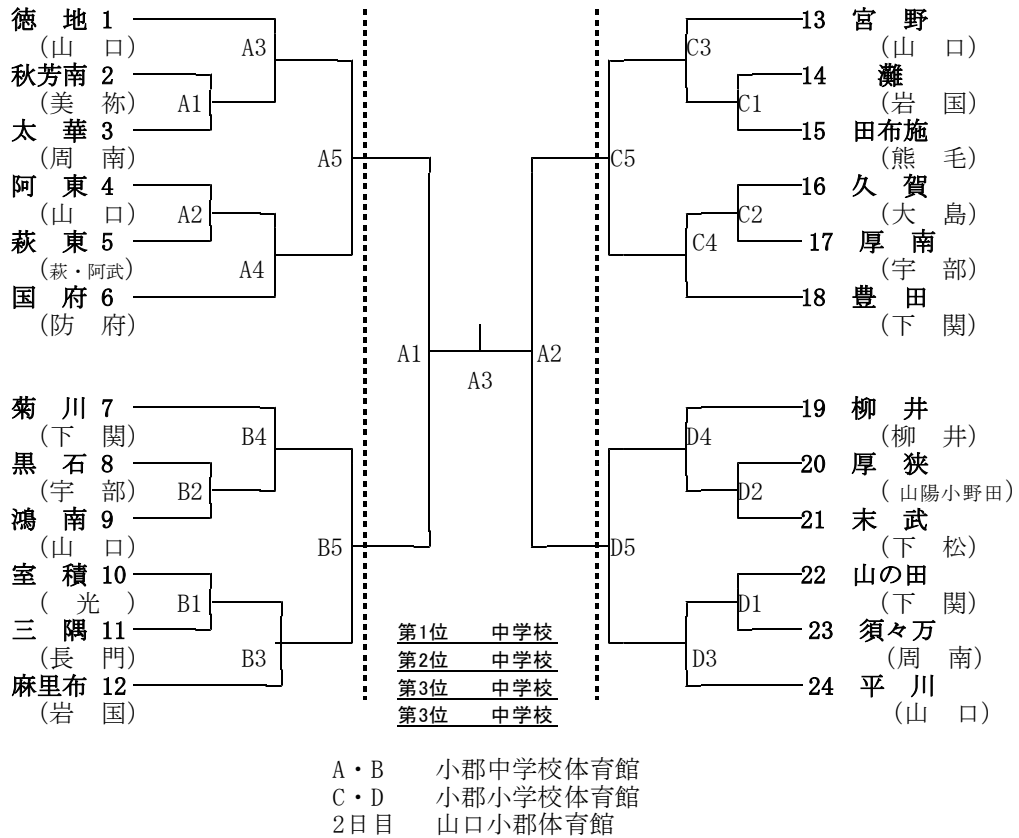 徳　地 1
（山　口）
秋芳南 2
（美　祢）
太　華 3
（周　南）
阿　東 4
（山　口）
萩　東 5
（萩・阿武）
国　府 6
（防　府）
A3
A1
A5
A2
A4
菊　川 7
（下　関）
黒　石 8
（宇　部）
鴻　南 9
（山　口）
室　積 10
（　光　）
三　隅 11
（長　門）
麻里布 12
（岩　国）
B4
B2
B5
B1
B3
A1
A3
A2
13　宮　野
（山　口）
14　灘
（岩　国）
15　田布施
（熊　毛）
16　久　賀
（大　島）
17　厚　南
（宇　部）
18　豊　田
（下　関）
C3
C1
C5
C2
C4
19　柳　井
（柳　井）
20　厚　狭
（ 山陽小野田）
21　末　武
（下　松）
22　山の田
（下　関）
23　須々万
（周　南）
24　平　川
（山　口）
D4
D2
D5
D1
D3
第1位　　中学校
第2位　　中学校
第3位　　中学校
第3位　　中学校
A・B　　小郡中学校体育館
C・D　　小郡小学校体育館
2日目　　山口小郡体育館